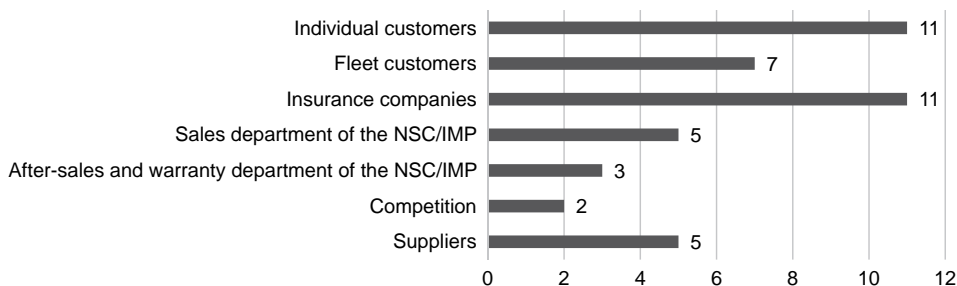 Individual customers 11
Fleet customers 7
Insurance companies 11
Sales department of the NSC/IMP 5
After-sales and warranty department of the NSC/IMP 3
Competition 2
Suppliers 5
0 2 4 6 8 10 12